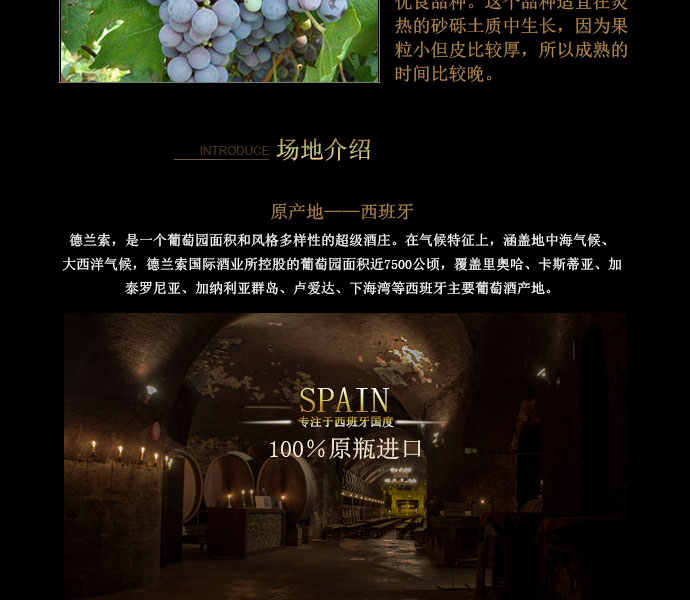 优良品种。这个品种适宜在炎
热的砂砾土质中生长，因为果
粒小但皮比较厚，所以成熟的
时间比较晚。
INTRODUCE 场地介绍
原产地——西班牙
德兰索，是一个葡萄园面积和风格多样性的超级酒庄。在气候特征上，涵盖地中海气候、
大西洋气候，德兰索国际酒业所控股的葡萄园面积近7500公顷，覆盖里奥哈、卡斯蒂亚、加
泰罗尼亚、加纳利亚群岛、卢爱达、下海湾等西班牙主要葡萄酒产地。
SPAIN
专注于西班牙国度
100%原瓶进口